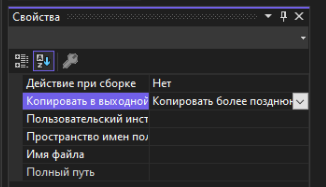 Свойства
Действие при сборке Нет
Копировать в выходной Копировать более позднюю
Пользовательский инст
Пространство имен пол
Имя файла
Полный путь